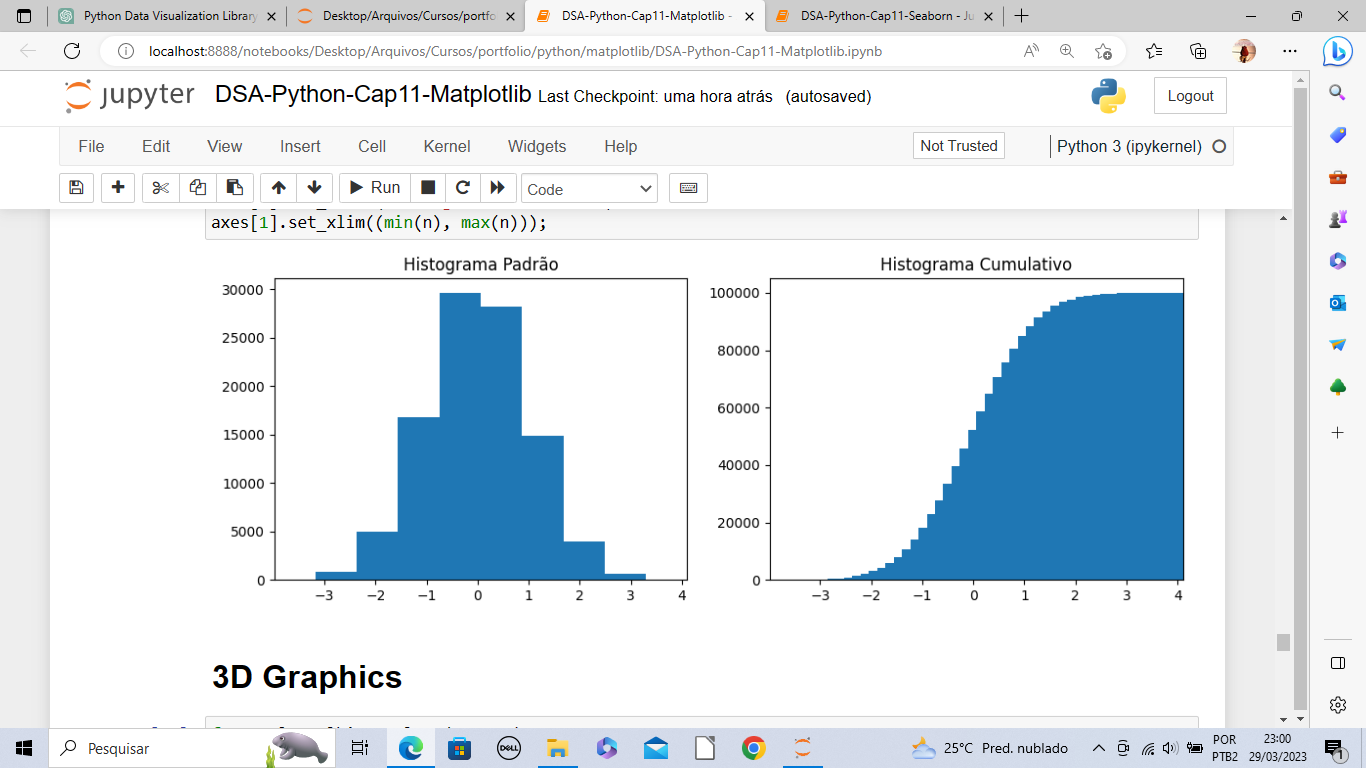 Python Data Visualization Library
Desktop/Arquivos/Cursos/portfo
DSA-Python-Cap11-Matplotlib -
DSA-Python-Cap11-Seaborn - Ju
localhost:8888/notebooks/Desktop/Arquivos/Cursos/portfolio/python/matplotlib/DSA-Python-Cap11-Matplotlib.ipynb
jupyter DSA-Python-Cap11-Matplotlib Last Checkpoint: uma hora atrás (autosaved)
Logout
File Edit View Insert Cell Kernel Widgets Help
Not Trusted
Python 3 (ipykernel)
Run
Code
axes[1].set_xlim((min(n), max(n)));
Histograma Padrão
30000
25000
20000
15000
10000
5000
0
−3 −2 −1 0 1 2 3 4
Histograma Cumulativo
100000
80000
60000
40000
20000
0
−3 −2 −1 0 1 2 3 4
3D Graphics
Pesquisar
DELL
25°C Pred. nublado
POR
PTB2
23:00
29/03/2023
1